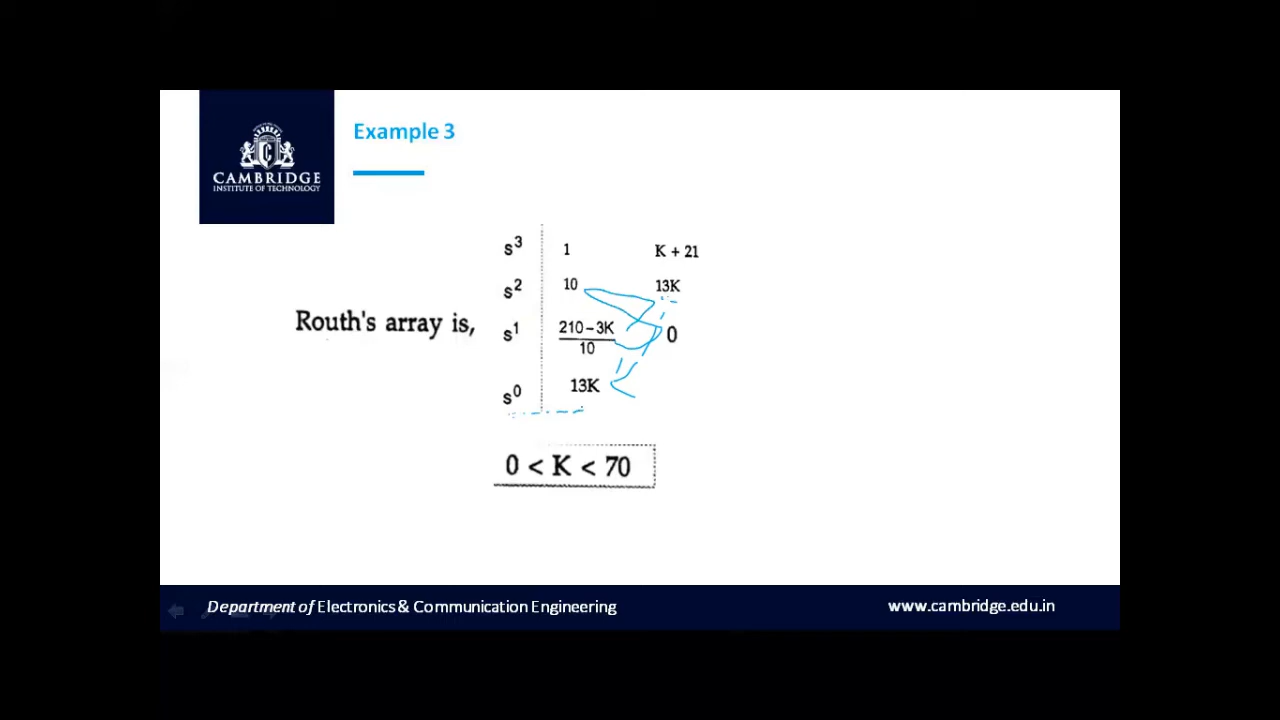 CAMBRIDGE
INSTITUTE OF TECHNOLOGY
Example 3
Routh's array is,
s³ 1 K + 21
s² 10 13K
s¹ 210 – 3K / 10 0
s⁰ 13K
0 < K < 70
Department of Electronics & Communication Engineering
www.cambridge.edu.in